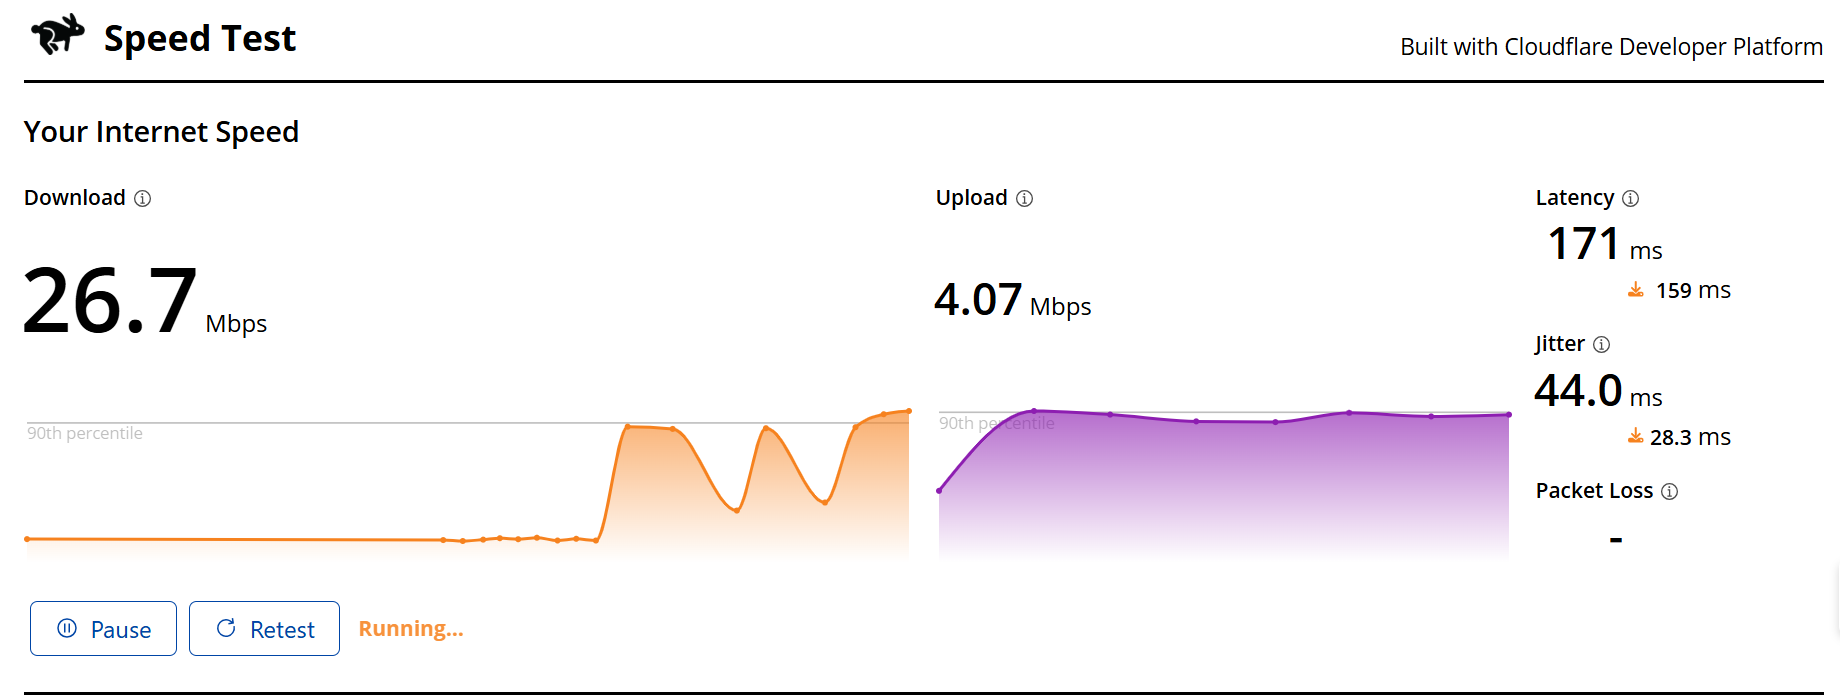 Speed Test
Built with Cloudflare Developer Platform
Your Internet Speed
Download
26.7 Mbps
90th percentile
Upload
4.07 Mbps
90th percentile
Latency
171 ms
159 ms
Jitter
44.0 ms
28.3 ms
Packet Loss
-
Pause
Retest
Running...